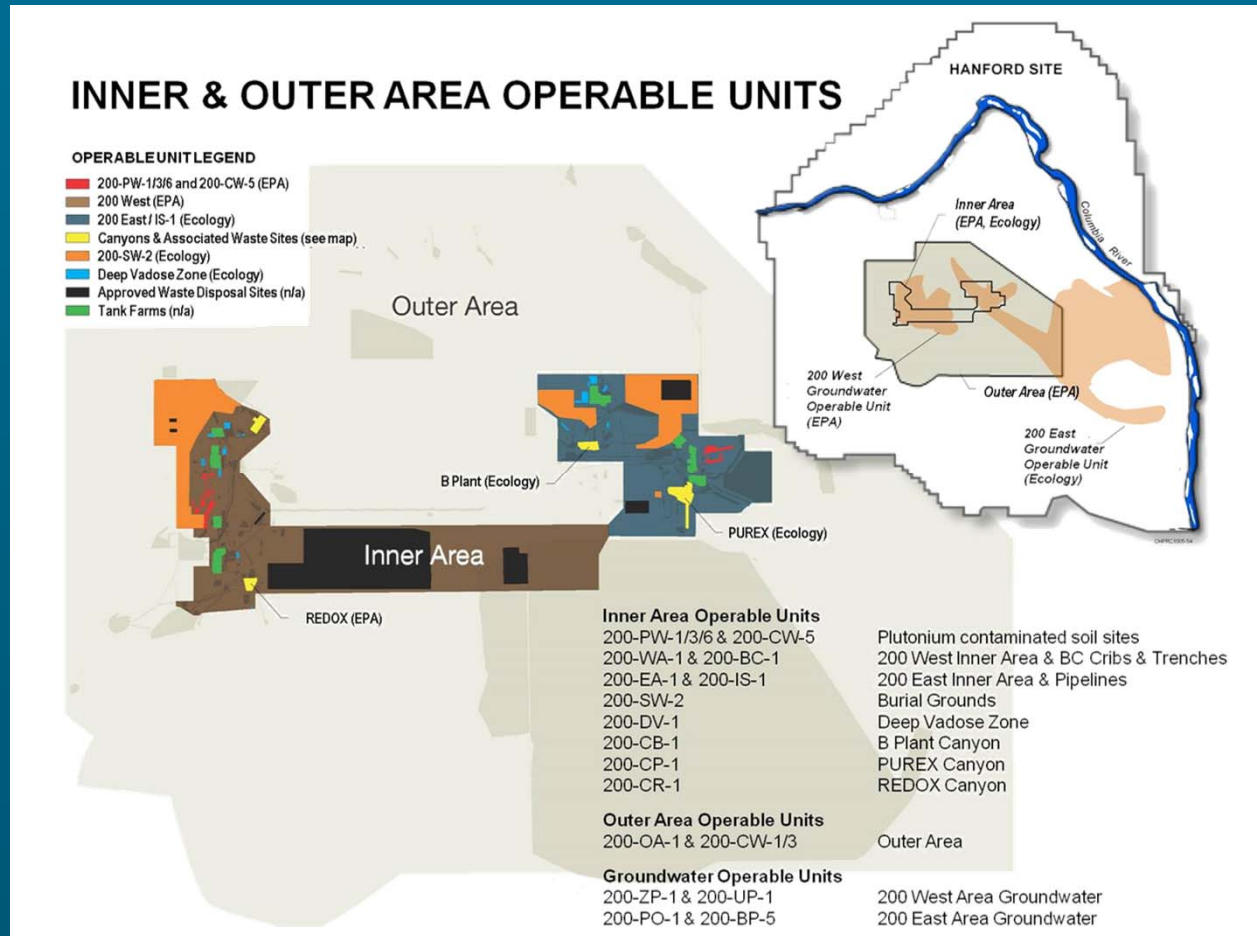 INNER & OUTER AREA OPERABLE UNITS
OPERABLE UNIT LEGEND
200-PW-1/3/6 and 200-CW-5 (EPA)
200 West (EPA)
200 East / IS-1 (Ecology)
Canyons & Associated Waste Sites (see map)
200-SW-2 (Ecology)
Deep Vadose Zone (Ecology)
Approved Waste Disposal Sites (n/a)
Tank Farms (n/a)
HANFORD SITE
Inner Area
(EPA, Ecology)
Columbia River
200 West
Groundwater
Operable Unit
(EPA)
Outer Area (EPA)
200 East
Groundwater
Operable Unit
(Ecology)
CHPRC1005-54
Outer Area
B Plant (Ecology)
PUREX (Ecology)
Inner Area
REDOX (EPA)
Inner Area Operable Units
200-PW-1/3/6 & 200-CW-5 Plutonium contaminated soil sites
200-WA-1 & 200-BC-1 200 West Inner Area & BC Cribs & Trenches
200-EA-1 & 200-IS-1 200 East Inner Area & Pipelines
200-SW-2 Burial Grounds
200-DV-1 Deep Vadose Zone
200-CB-1 B Plant Canyon
200-CP-1 PUREX Canyon
200-CR-1 REDOX Canyon
Outer Area Operable Units
200-OA-1 & 200-CW-1/3 Outer Area
Groundwater Operable Units
200-ZP-1 & 200-UP-1 200 West Area Groundwater
200-PO-1 & 200-BP-5 200 East Area Groundwater